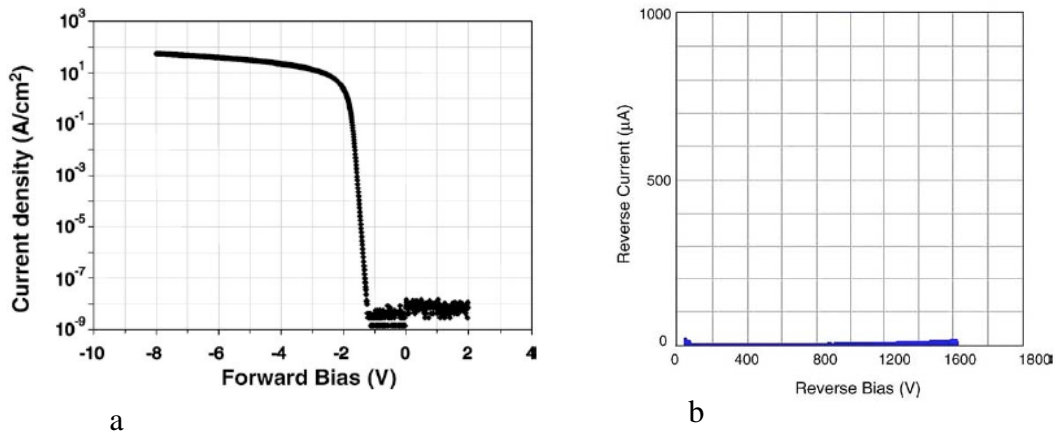 10^3
10^1
10^-1
10^-3
10^-5
10^-7
10^-9
Current density (A/cm^2)
-10 -8 -6 -4 -2 0 2 4
Forward Bias (V)
a
1000
500
0
Reverse Current (μA)
0 400 800 1200 1600 1800
Reverse Bias (V)
b